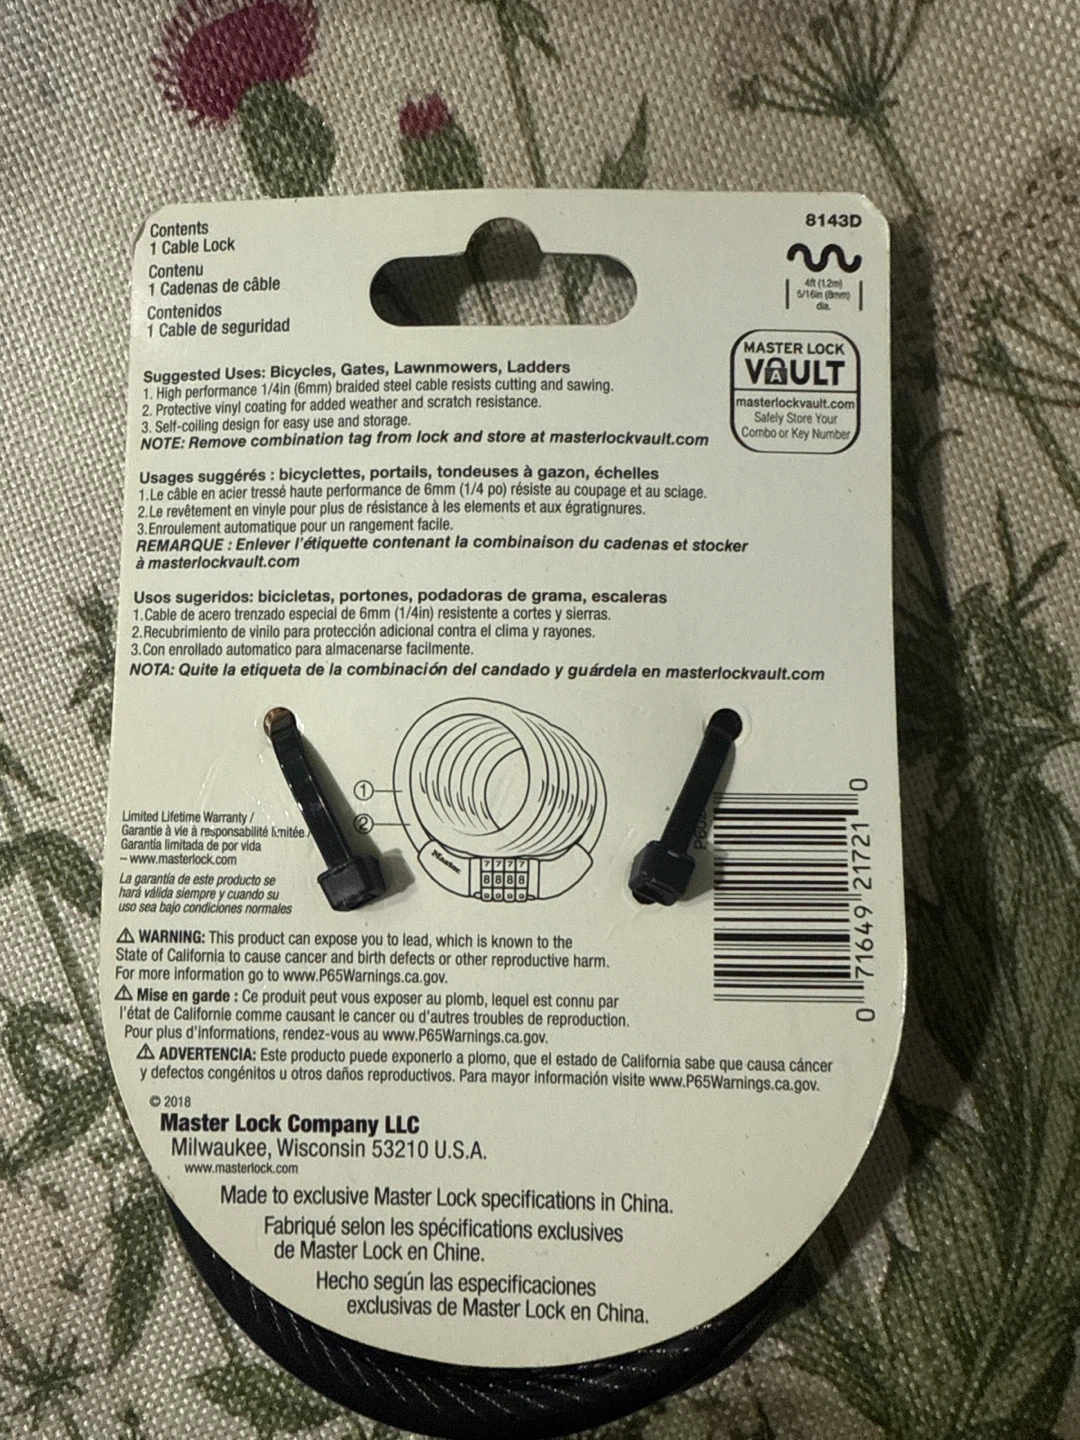 Contents
1 Cable Lock
Contenu
1 Cadenas de câble
Contenidos
1 Cable de seguridad
8143D
4ft (1.2m)
5/16in (8mm)
dia.
MASTER LOCK
VAULT
masterlockvault.com
Safely Store Your
Combo or Key Number
Suggested Uses: Bicycles, Gates, Lawnmowers, Ladders
1. High performance 1/4in (6mm) braided steel cable resists cutting and sawing.
2. Protective vinyl coating for added weather and scratch resistance.
3. Self-coiling design for easy use and storage.
NOTE: Remove combination tag from lock and store at masterlockvault.com
Usages suggérés : bicyclettes, portails, tondeuses à gazon, échelles
1.Le câble en acier tressé haute performance de 6mm (1/4 po) résiste au coupage et au sciage.
2.Le revêtement en vinyle pour plus de résistance à les elements et aux égratignures.
3.Enroulement automatique pour un rangement facile.
REMARQUE : Enlever l'étiquette contenant la combinaison du cadenas et stocker
à masterlockvault.com
Usos sugeridos: bicicletas, portones, podadoras de grama, escaleras
1.Cable de acero trenzado especial de 6mm (1/4in) resistente a cortes y sierras.
2.Recubrimiento de vinilo para protección adicional contra el clima y rayones.
3.Con enrollado automatico para almacenarse facilmente.
NOTA: Quite la etiqueta de la combinación del candado y guárdela en masterlockvault.com
1
2
Master
7 7 7 7
8 8 8 8
Limited Lifetime Warranty /
Garantie à vie à responsabilité limitée /
Garantía limitada de por vida
– www.masterlock.com
La garantía de este producto se
hará válida siempre y cuando su
uso sea bajo condiciones normales
0 71649 21721 0
⚠ WARNING: This product can expose you to lead, which is known to the
State of California to cause cancer and birth defects or other reproductive harm.
For more information go to www.P65Warnings.ca.gov.
⚠ Mise en garde : Ce produit peut vous exposer au plomb, lequel est connu par
l'état de Californie comme causant le cancer ou d'autres troubles de reproduction.
Pour plus d'informations, rendez-vous au www.P65Warnings.ca.gov.
⚠ ADVERTENCIA: Este producto puede exponerlo a plomo, que el estado de California sabe que causa cáncer
y defectos congénitos u otros daños reproductivos. Para mayor información visite www.P65Warnings.ca.gov.
© 2018
Master Lock Company LLC
Milwaukee, Wisconsin 53210 U.S.A.
www.masterlock.com
Made to exclusive Master Lock specifications in China.
Fabriqué selon les spécifications exclusives
de Master Lock en Chine.
Hecho según las especificaciones
exclusivas de Master Lock en China.